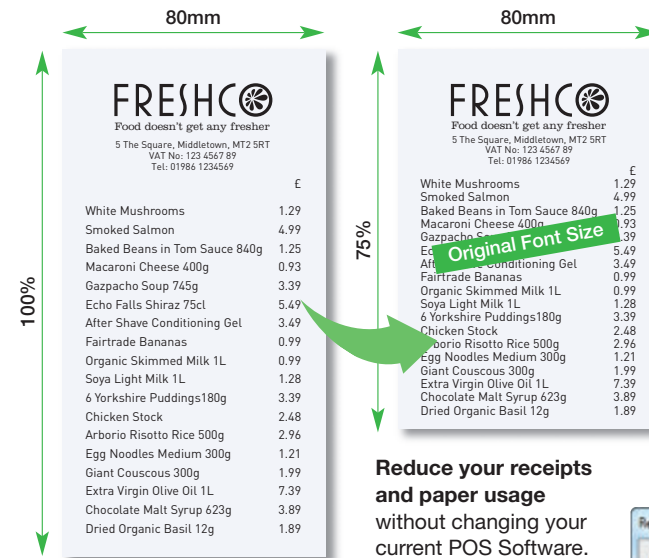 80mm
100%
FRESHCO
Food doesn't get any fresher
5 The Square, Middletown, MT2 5RT
VAT No: 123 4567 89
Tel: 01986 1234569
£
White Mushrooms 1.29
Smoked Salmon 4.99
Baked Beans in Tom Sauce 840g 1.25
Macaroni Cheese 400g 0.93
Gazpacho Soup 745g 3.39
Echo Falls Shiraz 75cl 5.49
After Shave Conditioning Gel 3.49
Fairtrade Bananas 0.99
Organic Skimmed Milk 1L 0.99
Soya Light Milk 1L 1.28
6 Yorkshire Puddings180g 3.39
Chicken Stock 2.48
Arborio Risotto Rice 500g 2.96
Egg Noodles Medium 300g 1.21
Giant Couscous 300g 1.99
Extra Virgin Olive Oil 1L 7.39
Chocolate Malt Syrup 623g 3.89
Dried Organic Basil 12g 1.89
80mm
75%
FRESHCO
Food doesn't get any fresher
5 The Square, Middletown, MT2 5RT
VAT No: 123 4567 89
Tel: 01986 1234569
£
White Mushrooms 1.29
Smoked Salmon 4.99
Baked Beans in Tom Sauce 840g 1.25
Macaroni Cheese 400g .93
Gazpacho .39
Original Font Size
5.49
Conditioning Gel 3.49
Fairtrade Bananas 0.99
Organic Skimmed Milk 1L 0.99
Soya Light Milk 1L 1.28
6 Yorkshire Puddings180g 3.39
Chicken Stock 2.48
borio Risotto Rice 500g 2.96
Egg Noodles Medium 300g 1.21
Giant Couscous 300g 1.99
Extra Virgin Olive Oil 1L 7.39
Chocolate Malt Syrup 623g 3.89
Dried Organic Basil 12g 1.89
Reduce your receipts
and paper usage
without changing your
current POS Software.